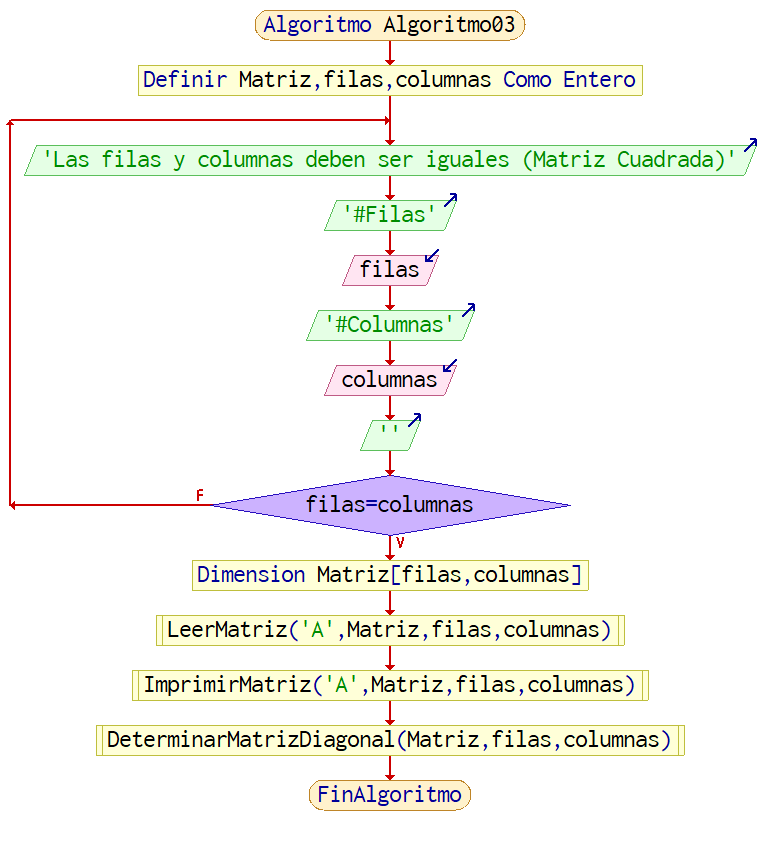 Algoritmo Algoritmo03
Definir Matriz,filas,columnas Como Entero
'Las filas y columnas deben ser iguales (Matriz Cuadrada)'
'#Filas'
filas
'#Columnas'
columnas
''
F
filas=columnas
V
Dimension Matriz[filas,columnas]
LeerMatriz('A',Matriz,filas,columnas)
ImprimirMatriz('A',Matriz,filas,columnas)
DeterminarMatrizDiagonal(Matriz,filas,columnas)
FinAlgoritmo